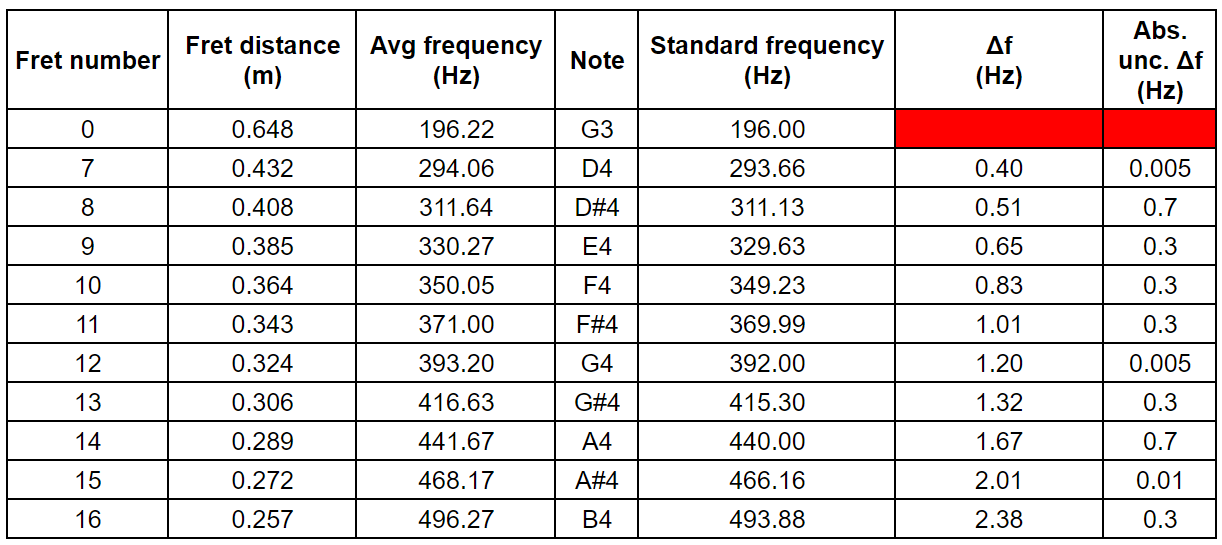 Fret number Fret distance (m) Avg frequency (Hz) Note Standard frequency (Hz) Δf (Hz) Abs. unc. Δf (Hz)
0 0.648 196.22 G3 196.00
7 0.432 294.06 D4 293.66 0.40 0.005
8 0.408 311.64 D#4 311.13 0.51 0.7
9 0.385 330.27 E4 329.63 0.65 0.3
10 0.364 350.05 F4 349.23 0.83 0.3
11 0.343 371.00 F#4 369.99 1.01 0.3
12 0.324 393.20 G4 392.00 1.20 0.005
13 0.306 416.63 G#4 415.30 1.32 0.3
14 0.289 441.67 A4 440.00 1.67 0.7
15 0.272 468.17 A#4 466.16 2.01 0.01
16 0.257 496.27 B4 493.88 2.38 0.3